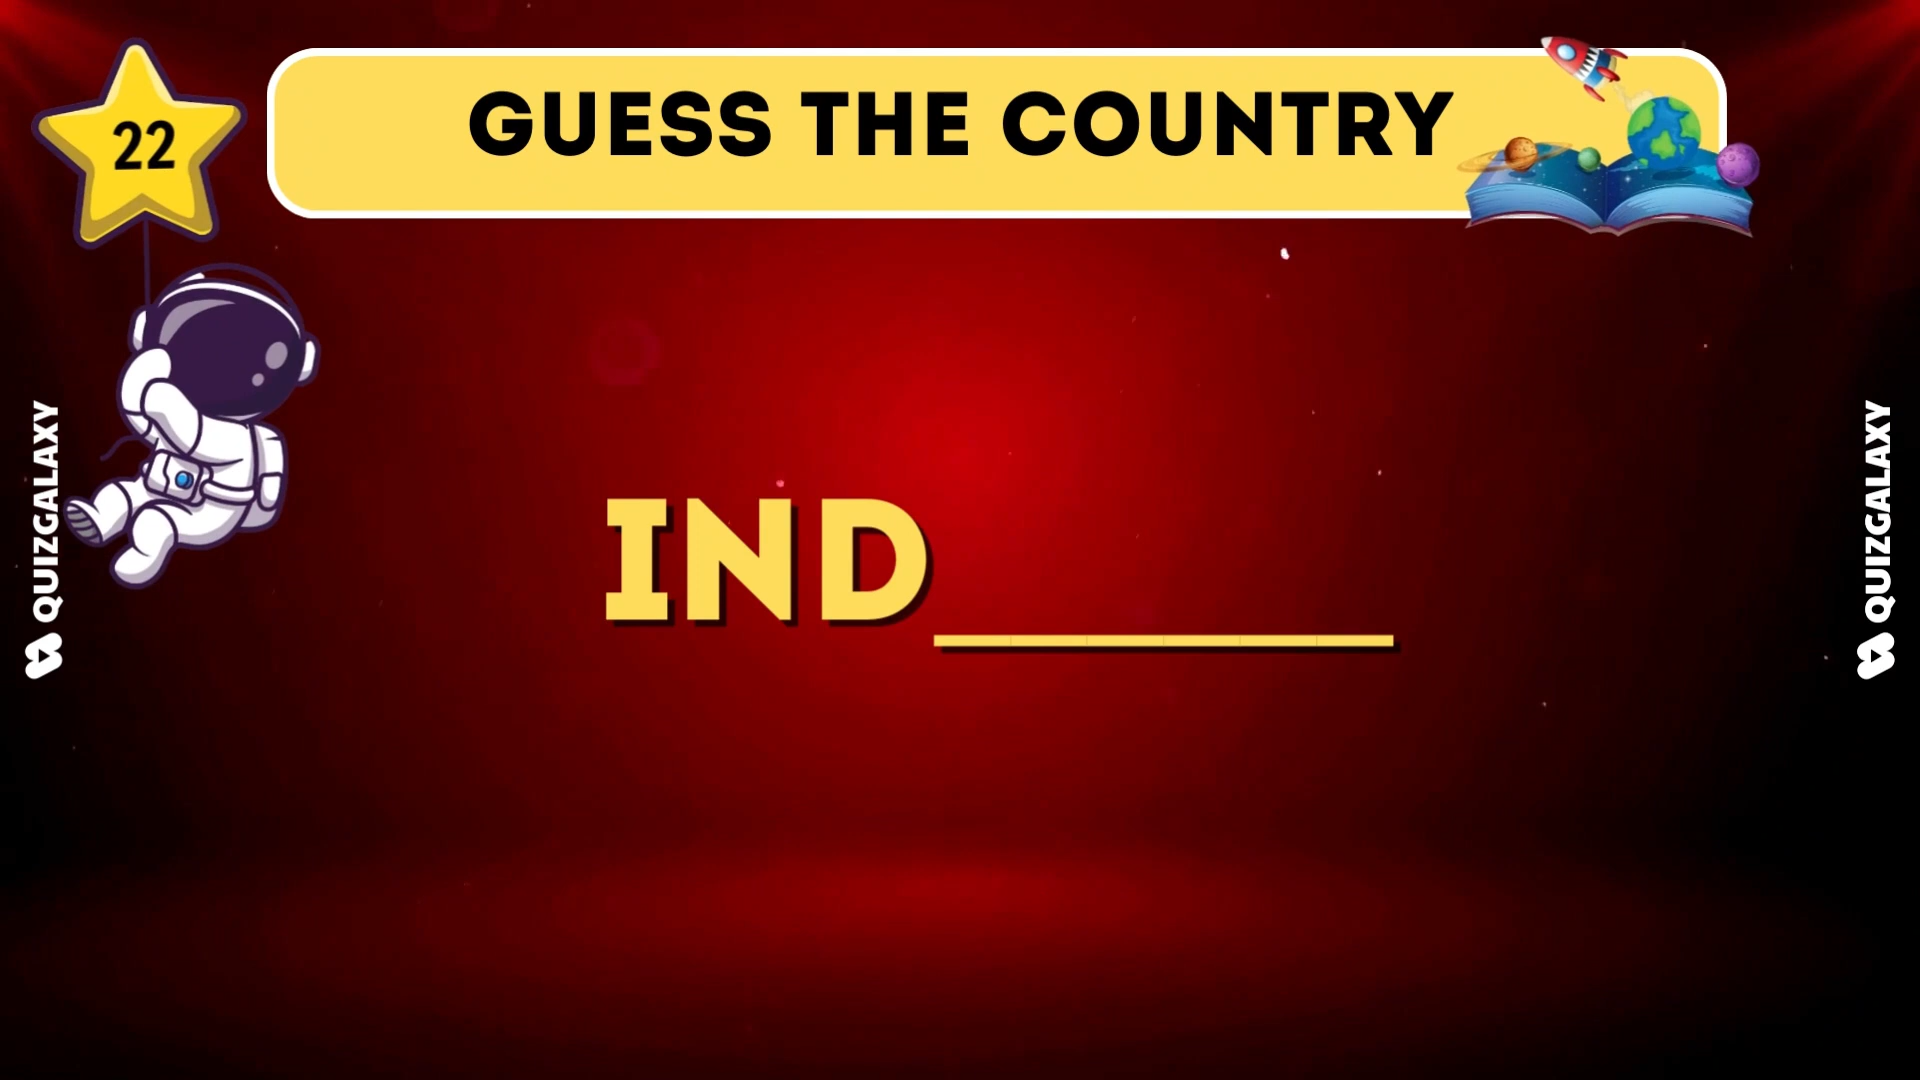 22
GUESS THE COUNTRY
IND______
QUIZGALAXY
QUIZGALAXY